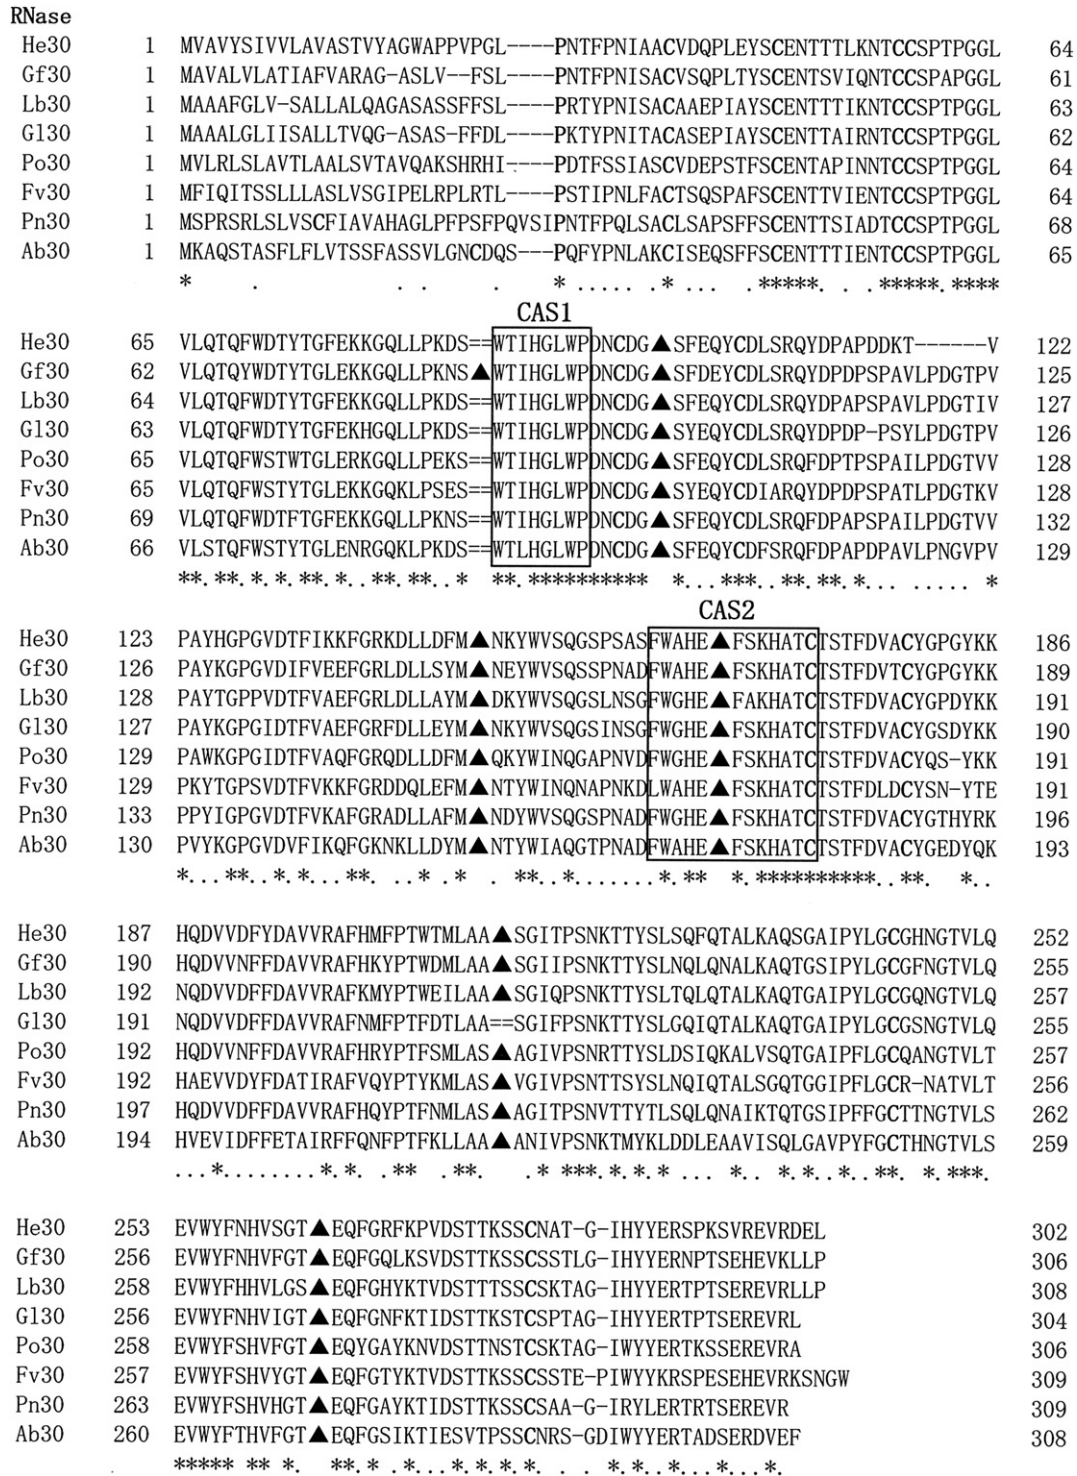 RNase
He30 1 MVAVYSIVVLAVASTVYAGWAPPVPGL----PNTFPNIAACVDQPLEYSCENTTTLKNTCCSPTPGGL 64
Gf30 1 MAVALVLATIAFVARAG-ASLV--FSL----PNTFPNISACVSQPLTYSCENTSVIQNTCCSPAPGGL 61
Lb30 1 MAAAFGLV-SALLALQAGASASSFFSL----PRTYPNISACAAEPIAYSCENTTTIKNTCCSPTPGGL 63
Gl30 1 MAAALGLIISALLTVQG-ASAS-FFDL----PKTYPNITACASEPIAYSCENTTAIRNTCCSPTPGGL 62
Po30 1 MVLRLSLAVTLAALSVTAVQAKSHRHI----PDTFSSIASCVDEPSTFSCENTAPINNTCCSPTPGGL 64
Fv30 1 MFIQITSSLLLASLVSGIPELRPLRTL----PSTIPNLFACTSQSPAFSCENTTVIENTCCSPTPGGL 64
Pn30 1 MSPRSRLSLVSCFIAVAHAGLPFPSFPQVSIPNTFPQLSACLSAPSFFSCENTTSIADTCCSPTPGGL 68
Ab30 1 MKAQSTASFLFLVTSSFASSVLGNCDQS---PQFYPNLAKCISEQSFFSCENTTTIENTCCSPTPGGL 65
* . . . . * ..... .* .. . *****. . .******.****
CAS1
He30 65 VLQTQFWDTYTGFEKKGQLLPKDS==WTIHGLWPDNCDG▲SFEQYCDLSRQYDPAPDDKT------V 122
Gf30 62 VLQTQYWDTYTGLEKKGQLLPKNS▲WTIHGLWPDNCDG▲SFDEYCDLSRQYDPDPSPAVLPDGTPV 125
Lb30 64 VLQTQFWDTYTGFEKKGQLLPKDS==WTIHGLWPDNCDG▲SFEQYCDLSRQYDPAPSPAVLPDGTIV 127
Gl30 63 VLQTQFWDTYTGFEKHGQLLPKDS==WTIHGLWPDNCDG▲SYEQYCDLSRQYDPDP-PSYLPDGTPV 126
Po30 65 VLQTQFWSTWTGLERKGQLLPEKS==WTIHGLWPDNCDG▲SFEQYCDLSRQFDPTPSPAILPDGTVV 128
Fv30 65 VLQTQFWSTYTGLEKKGQKLPSES==WTIHGLWPDNCDG▲SYEQYCDIARQYDPDPSPATLPDGTKV 128
Pn30 69 VLQTQFWDTFTGFEKKGQLLPKNS==WTIHGLWPDNCDG▲SFEQYCDLSRQFDPAPSPAILPDGTVV 132
Ab30 66 VLSTQFWSTYTGLENRGQKLPKDS==WTLHGLWPDNCDG▲SFEQYCDFSRQFDPAPDPAVLPNGVPV 129
**.**.*.*.**.*..**.**. * **.*********** *...***..**.**.*... ..... *
CAS2
He30 123 PAYHGPGVDTFIKKFGRKDLLDFM▲NKYWVSQGSPSASFWAHE▲FSKHATCTSTFDVACYGPGYKK 186
Gf30 126 PAYKGPGVDIFVEEFGRLDLLSYM▲NEYWVSQSSPNADFWAHE▲FSKHATCTSTFDVTCYGPGYKK 189
Lb30 128 PAYTGPPVDTFVAEFGRLDLLAYM▲DKYWVSQGSLNSGFWGHE▲FAKHATCTSTFDVACYGPDYKK 191
Gl30 127 PAYKGPGIDTFVAEFGRFDLLEYM▲NKYWVSQGSINSGFWGHE▲FSKHATCTSTFDVACYGSDYKK 190
Po30 129 PAWKGPGIDTFVAQFGRQDLLDFM▲QKYWINQGAPNVDFWGHE▲FSKHATCTSTFDVACYQS-YKK 191
Fv30 129 PKYTGPSVDTFVKKFGRDDQLEFM▲NTYWINQNAPNKDLWAHE▲FSKHATCTSTFDLDCYSN-YTE 191
Pn30 133 PPYIGPGVDTFVKAFGRADLLAFM▲NDYWVSQGSPNADFWGHE▲FSKHATCTSTFDVACYGTHYRK 196
Ab30 130 PVYKGPGVDVFIKQFGKNKLLDYM▲NTYWIAQGTPNADFWAHE▲FSKHATCTSTFDVACYGEDYQK 193
*...**..*.*. .**. ..* .* . **..*...... .*.** *.***********..**. *..
He30 187 HQDVVDFYDAVVRAFHMFPTWTMLAA▲SGITPSNKTTYSLSQFQTALKAQSGAIPYLGCGHNGTVLQ 252
Gf30 190 HQDVVNFFDAVVRAFHKYPTWDMLAA▲SGIIPSNKTTYSLNQLQNALKAQTGSIPYLGCGFNGTVLQ 255
Lb30 192 NQDVVDFFDAVVRAFKMYPTWEILAA▲SGIQPSNKTTYSLTQLQTALKAQTGAIPYLGCGQNGTVLQ 257
Gl30 191 NQDVVDFFDAVVRAFNMFPTFDTLAA==SGIFPSNKTTYSLGQIQTALKAQTGAIPYLGCGSNGTVLQ 255
Po30 192 HQDVVNFFDAVVRAFHRYPTFSMLAS▲AGIVPSNRTTYSLDSIQKALVSQTGAIPFLGCQANGTVLT 257
Fv30 192 HAEVVDYFDATIRAFVQYPTYKMLAS▲VGIVPSNTTSYSLNQIQTALSGQTGGIPFLGCR-NATVLT 256
Pn30 197 HQDVVDFFDAVVRAFHQYPTFNMLAS▲AGITPSNVTTYTLSQLQNAIKTQTGSIPFFGCTTNGTVLS 262
Ab30 194 HVEVIDFFETAIRFFQNFPTFKLLAA▲ANIVPSNKTMYKLDDLEAAVISQLGAVPYFGCTHNGTVLS 259
...*........*.*. .** .**. .* ***.*.*.* ... *.. *.*..*..**. *.***.
He30 253 EVWYFNHVSGT▲EQFGRFKPVDSTTKSSCNAT-G-IHYYERSPKSVREVRDEL 302
Gf30 256 EVWYFNHVFGT▲EQFGQLKSVDSTTKSSCSSTLG-IHYYERNPTSEHEVKLLP 306
Lb30 258 EVWYFHHVLGS▲EQFGHYKTVDSTTTSSCSKTAG-IHYYERTPTSEREVRLLP 308
Gl30 256 EVWYFNHVIGT▲EQFGNFKTIDSTTKSTCSPTAG-IHYYERTPTSEREVRL 304
Po30 258 EVWYFSHVFGT▲EQYGAYKNVDSTTNSTCSKTAG-IWYYERTKSSEREVRA 306
Fv30 257 EVWYFSHVYGT▲EQFGTYKTVDSTTKSSCSSTE-PIWYYKRSPESEHEVRKSNGW 309
Pn30 263 EVWYFSHVHGT▲EQFGAYKTIDSTTKSSCSAA-G-IRYLERTRTSEREVR 309
Ab30 260 EVWYFTHVFGT▲EQFGSIKTIESVTPSSCNRS-GDIWYYERTADSERDVEF 308
***** ** *. **.* .*...*.*.*.* . . *.*..*...*..*.